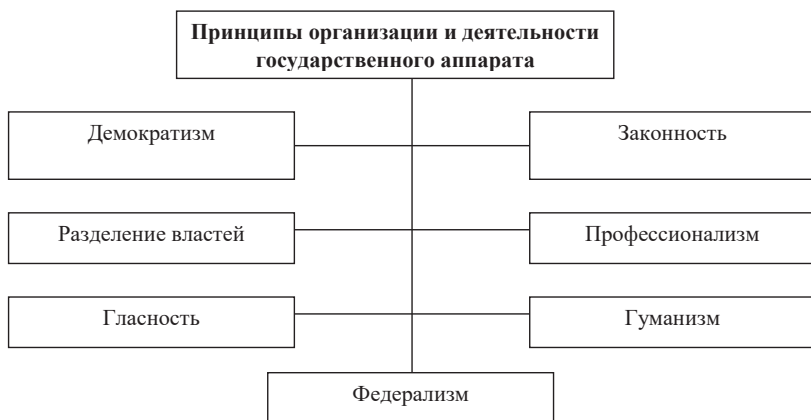 Принципы организации и деятельности
государственного аппарата
Демократизм
Законность
Разделение властей
Профессионализм
Гласность
Гуманизм
Федерализм